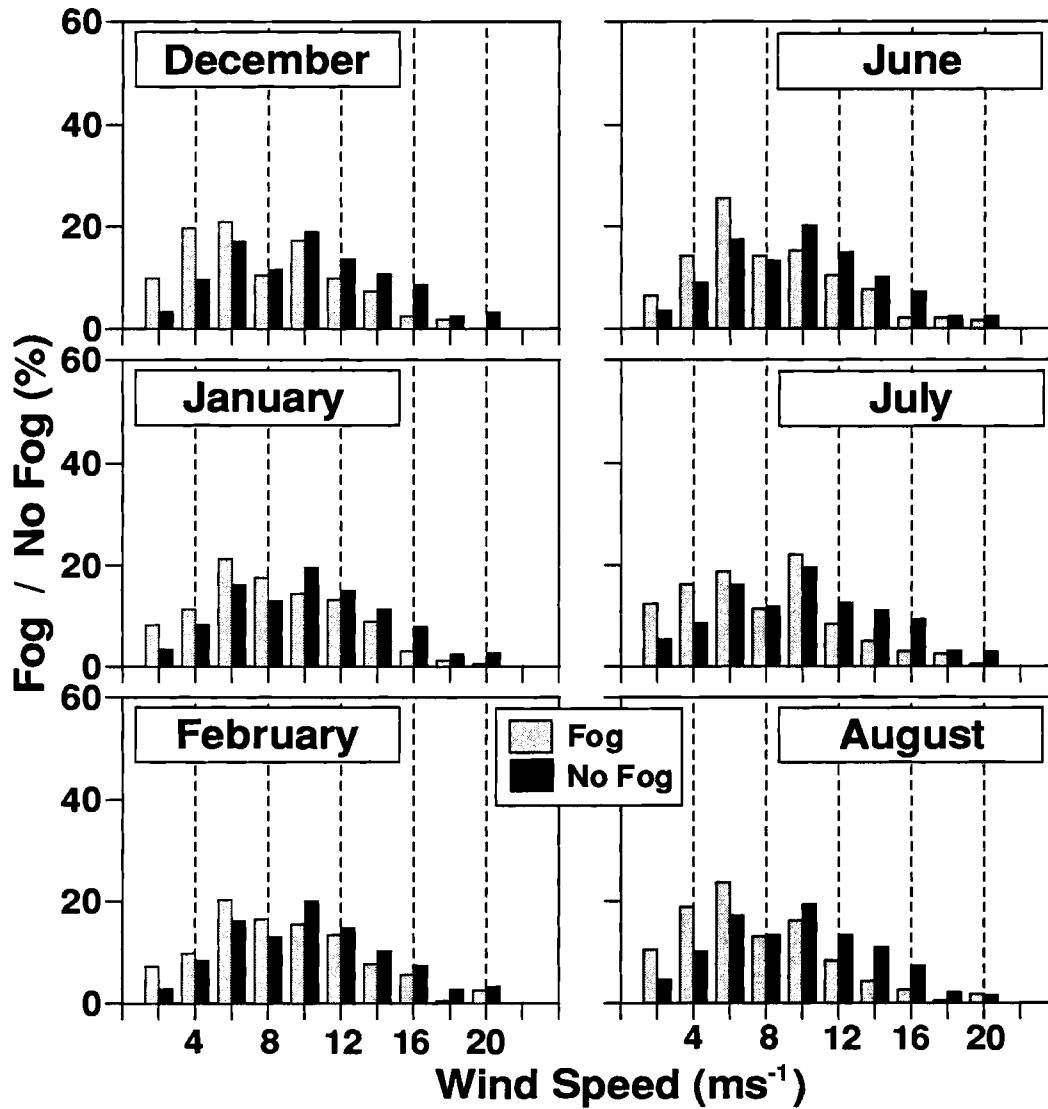 60
40
20
0
December
June
60
40
20
0
January
July
60
40
20
0
February
August
Fog
No Fog
4 8 12 16 20
4 8 12 16 20
Fog / No Fog (%)
Wind Speed (ms⁻¹)